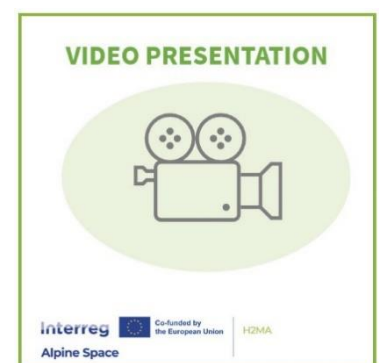 VIDEO PRESENTATION
Interreg
Co-funded by
the European Union
H2MA
Alpine Space